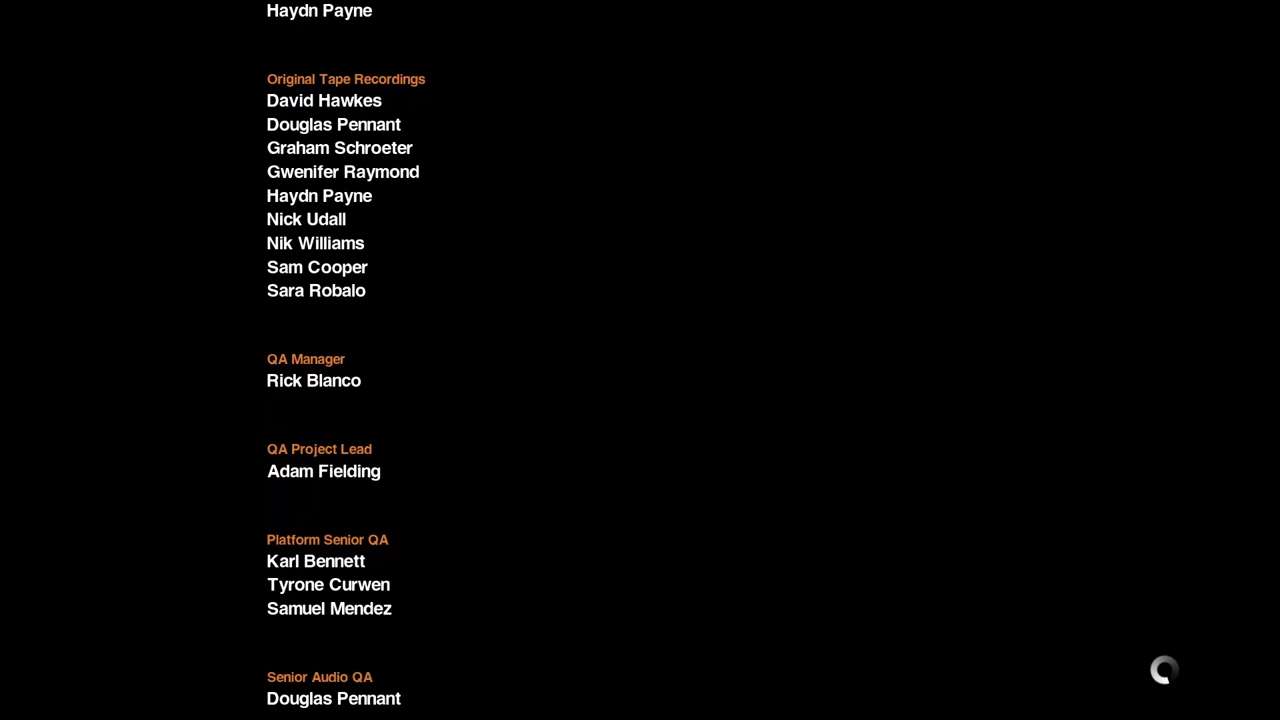 Haydn Payne
Original Tape Recordings
David Hawkes
Douglas Pennant
Graham Schroeter
Gwenifer Raymond
Haydn Payne
Nick Udall
Nik Williams
Sam Cooper
Sara Robalo
QA Manager
Rick Blanco
QA Project Lead
Adam Fielding
Platform Senior QA
Karl Bennett
Tyrone Curwen
Samuel Mendez
Senior Audio QA
Douglas Pennant